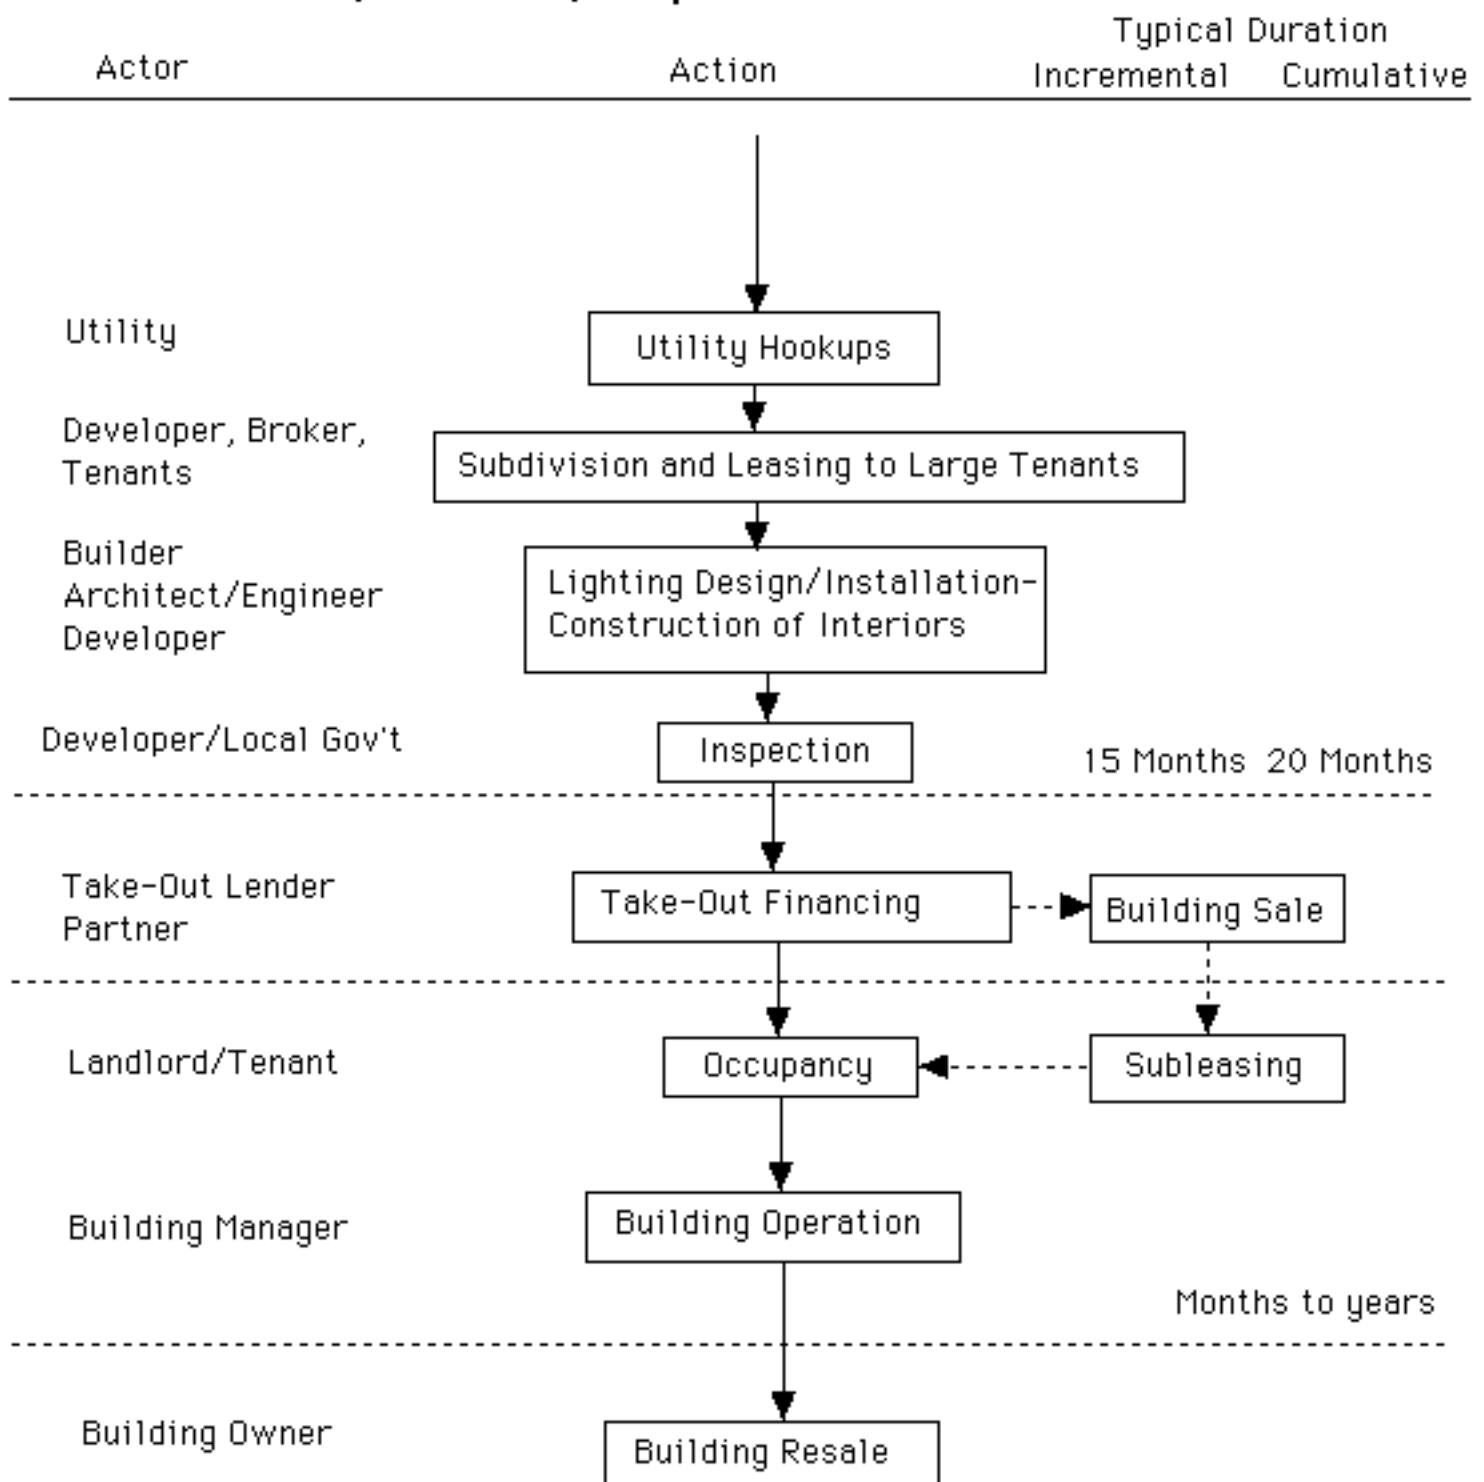 Typical Duration
Actor Action Incremental Cumulative
Utility
Utility Hookups
Developer, Broker,
Tenants
Subdivision and Leasing to Large Tenants
Builder
Architect/Engineer
Developer
Lighting Design/Installation-
Construction of Interiors
Developer/Local Gov't
Inspection
15 Months 20 Months
Take-Out Lender
Partner
Take-Out Financing
Building Sale
Landlord/Tenant
Occupancy
Subleasing
Building Manager
Building Operation
Months to years
Building Owner
Building Resale